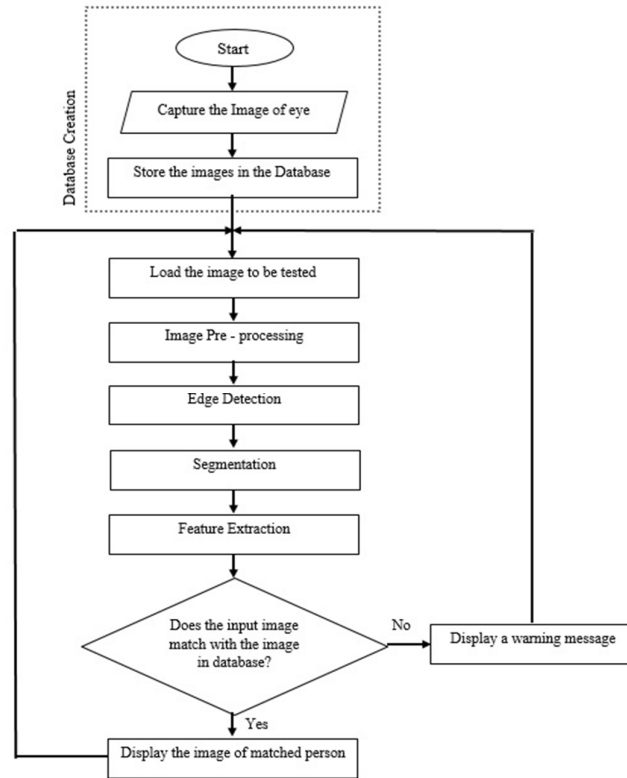 Database Creation
Start
Capture the Image of eye
Store the images in the Database
Load the image to be tested
Image Pre - processing
Edge Detection
Segmentation
Feature Extraction
Does the input image
match with the image
in database?
No
Display a warning message
Yes
Display the image of matched person